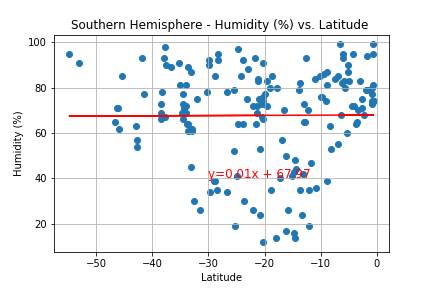 Southern Hemisphere - Humidity (%) vs. Latitude
100
80
60
40
20
Humidity (%)
y=0.01x + 67.97
−50
−40
−30
−20
−10
0
Latitude